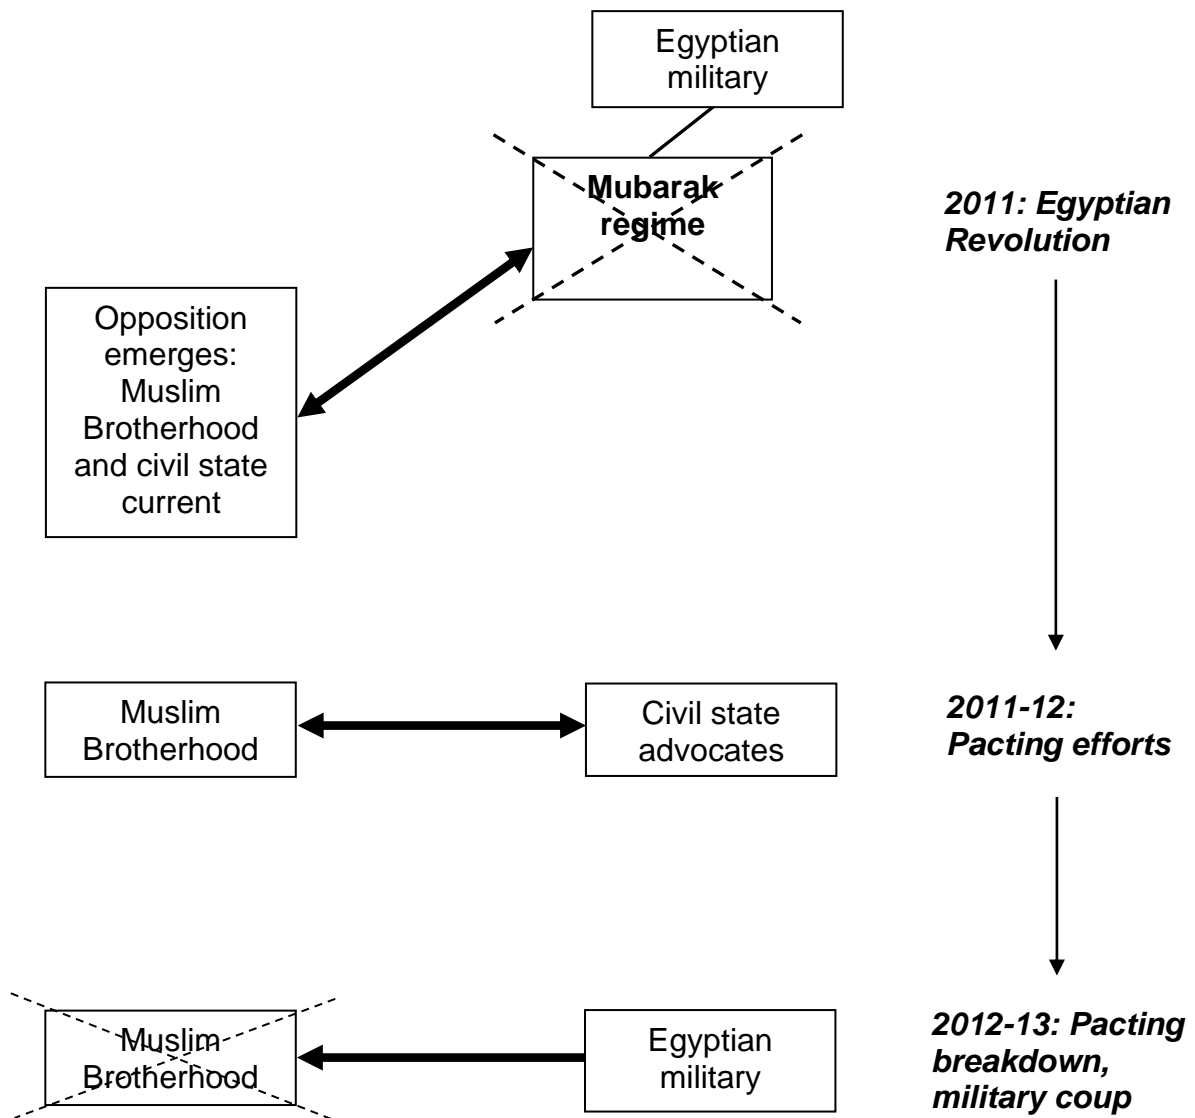 Egyptian
military
Mubarak
regime
2011: Egyptian
Revolution
Opposition
emerges:
Muslim
Brotherhood
and civil state
current
Muslim
Brotherhood
Civil state
advocates
2011-12:
Pacting efforts
Muslim
Brotherhood
Egyptian
military
2012-13: Pacting
breakdown,
military coup